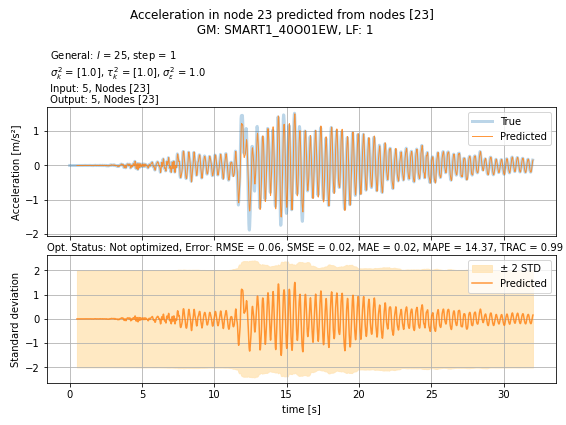 Acceleration in node 23 predicted from nodes [23]
GM: SMART1_40O01EW, LF: 1
General: l = 25, step = 1
σ²ₖ = [1.0], τ²ₖ = [1.0], σ²ε = 1.0
Input: 5, Nodes [23]
Output: 5, Nodes [23]
True
Predicted
Acceleration [m/s²]
1
0
−1
−2
Opt. Status: Not optimized, Error: RMSE = 0.06, SMSE = 0.02, MAE = 0.02, MAPE = 14.37, TRAC = 0.99
± 2 STD
Predicted
Standard deviation
2
1
0
−1
−2
0 5 10 15 20 25 30
time [s]